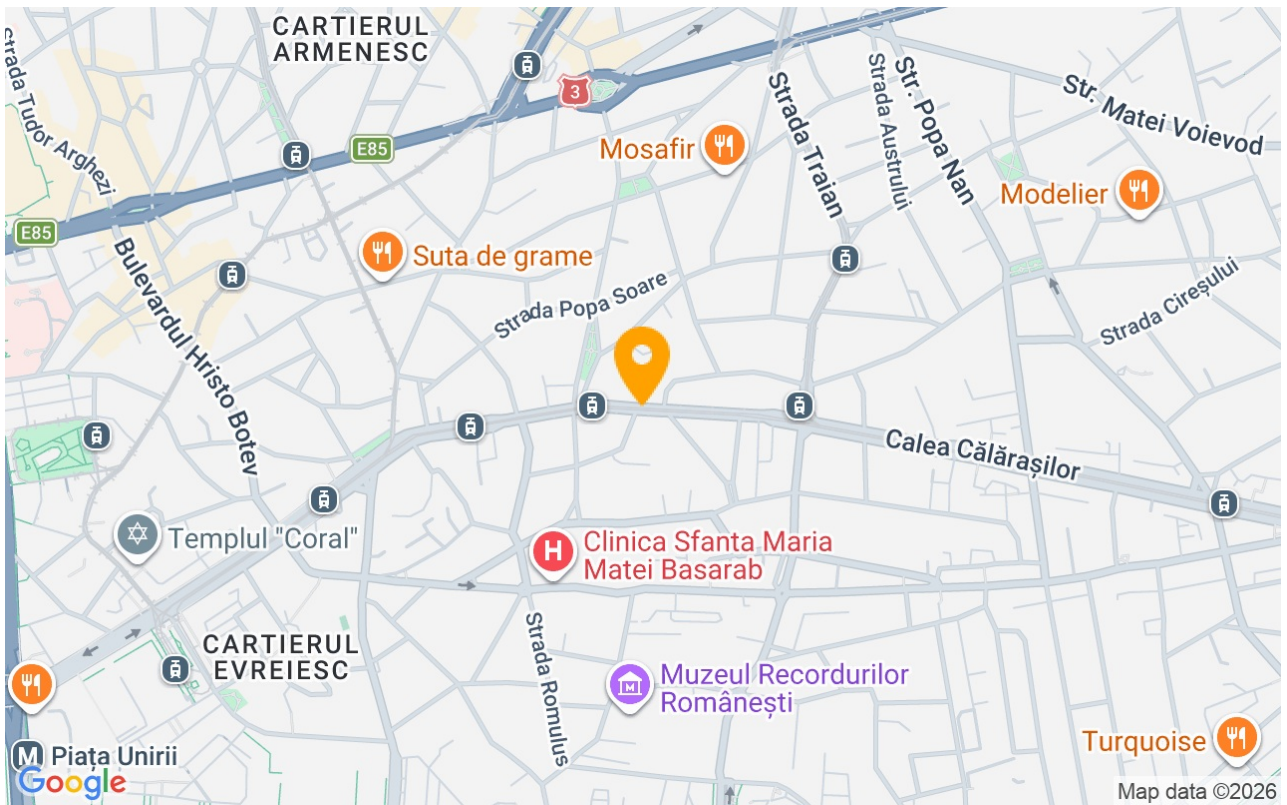 CARTIERUL
ARMENESC
Strada Tudor Arghezi
3
E85
E85
Mosafir
Strada Traian
Strada Austrului
Str. Popa Nan
Str. Matei Voievod
Modelier
Suta de grame
Bulevardul Hristo Botev
Strada Popa Soare
Strada Cireșului
Calea Călărașilor
Templul "Coral"
H
Clinica Sfanta Maria
Matei Basarab
CARTIERUL
EVREIESC
Strada Romulus
M
Muzeul Recordurilor
Românești
Turquoise
M Piața Unirii
Google
Map data ©2026